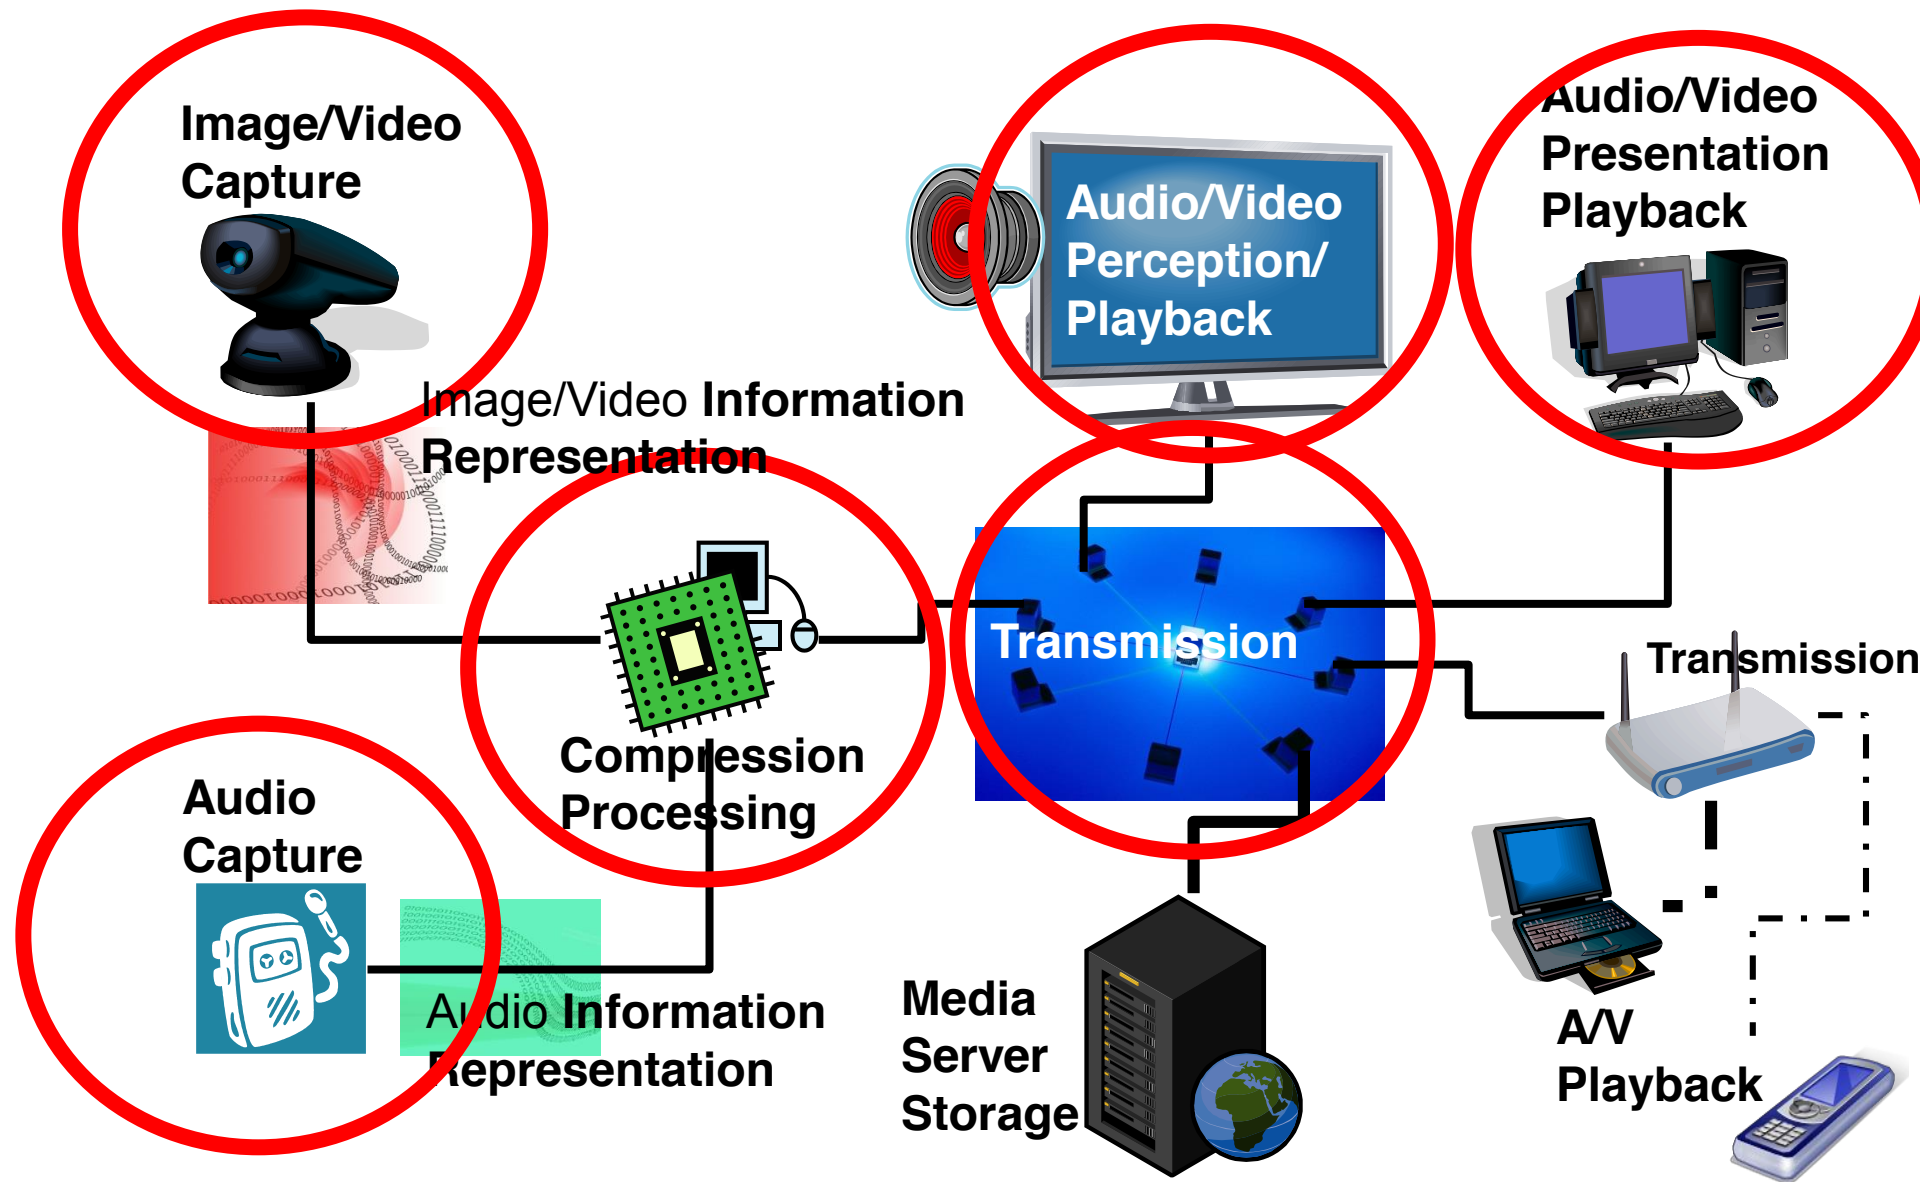 Image/Video
Capture
Audio/Video
Perception/
Playback
Audio/Video
Presentation
Playback
Image/Video Information
Representation
Compression
Processing
Transmission
Transmission
Audio
Capture
Audio Information
Representation
Media
Server
Storage
A/V
Playback